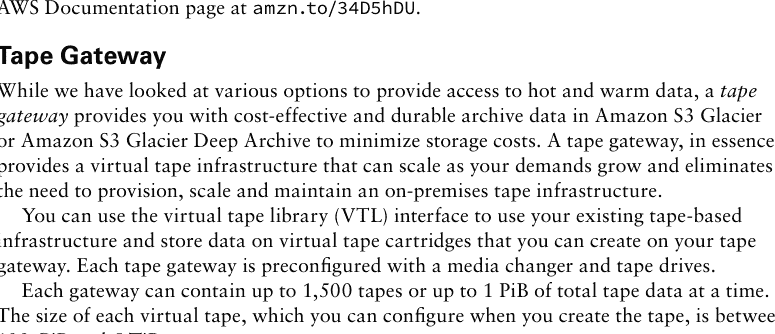 AWS Documentation page at amzn.to/34D5hDU.
Tape Gateway
While we have looked at various options to provide access to hot and warm data, a tape
gateway provides you with cost-effective and durable archive data in Amazon S3 Glacier
or Amazon S3 Glacier Deep Archive to minimize storage costs. A tape gateway, in essence
provides a virtual tape infrastructure that can scale as your demands grow and eliminates
the need to provision, scale and maintain an on-premises tape infrastructure.
You can use the virtual tape library (VTL) interface to use your existing tape-based
infrastructure and store data on virtual tape cartridges that you can create on your tape
gateway. Each tape gateway is preconfigured with a media changer and tape drives.
Each gateway can contain up to 1,500 tapes or up to 1 PiB of total tape data at a time.
The size of each virtual tape, which you can configure when you create the tape, is betwee